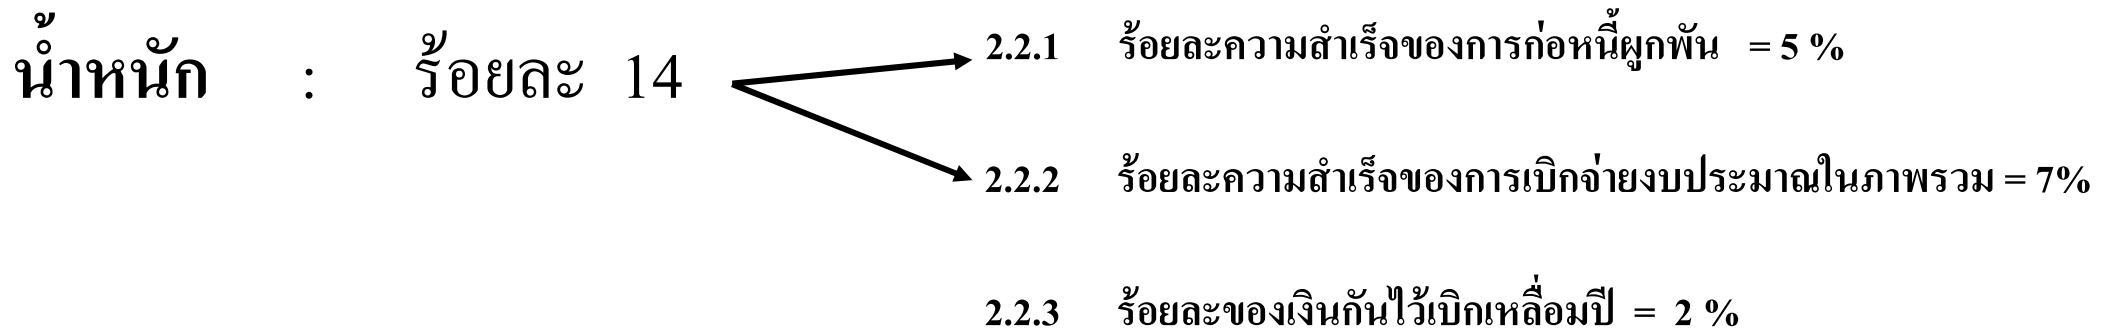 น้ำหนัก : ร้อยละ 14
2.2.1 ร้อยละความสำเร็จของการก่อหนี้ผูกพัน = 5 %
2.2.2 ร้อยละความสำเร็จของการเบิกจ่ายงบประมาณในภาพรวม = 7%
2.2.3 ร้อยละของเงินกันไว้เบิกเหลื่อมปี = 2 %